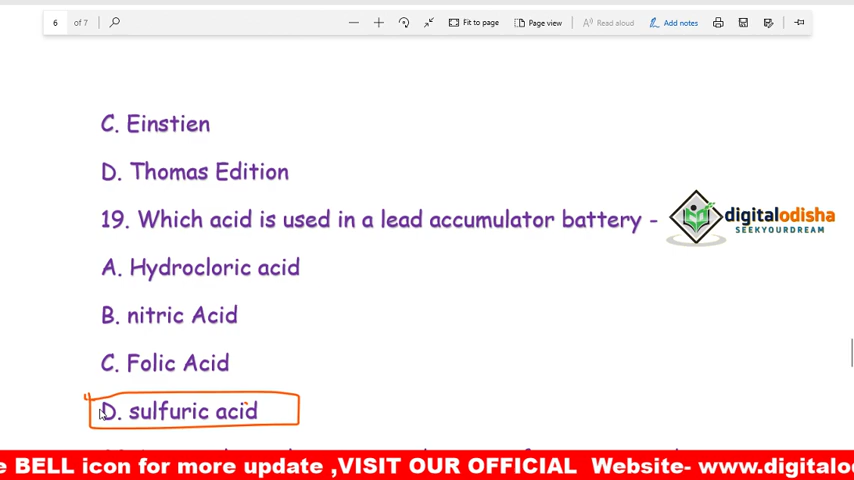 6 of 7 Fit to page Page view Read aloud Add notes
C. Einstien
D. Thomas Edition
19. Which acid is used in a lead accumulator battery -
digitalodisha
SEEKYOURDREAM
A. Hydrocloric acid
B. nitric Acid
C. Folic Acid
D. sulfuric acid
e BELL icon for more update ,VISIT OUR OFFICIAL Website- www.digitalo